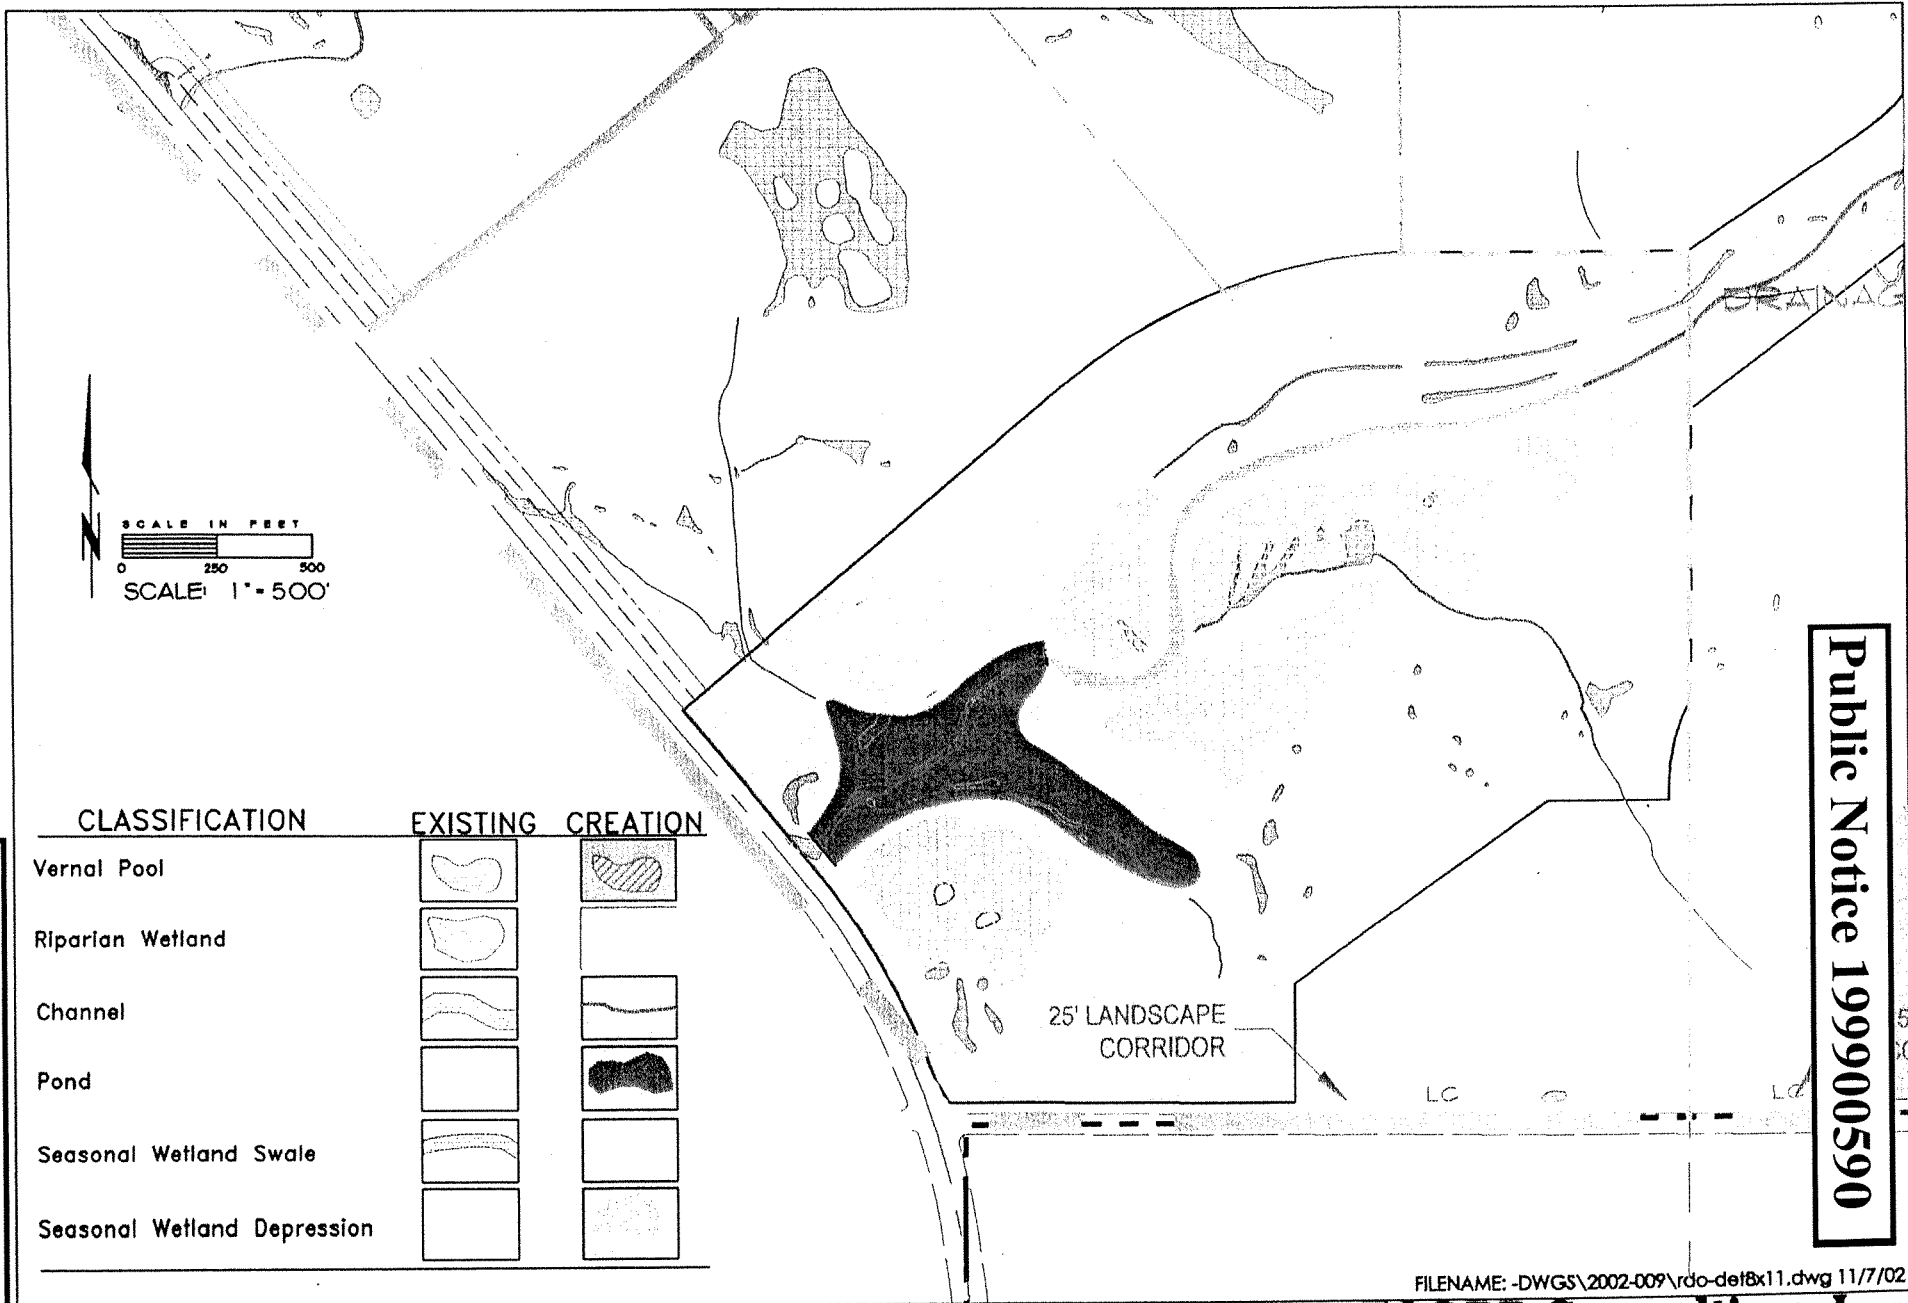 DRAINAG
N
SCALE IN FEET
0 250 500
SCALE: 1"=500'
CLASSIFICATION EXISTING CREATION
Vernal Pool
Riparian Wetland
Channel
Pond
Seasonal Wetland Swale
Seasonal Wetland Depression
25' LANDSCAPE
CORRIDOR
LC
LC
Public Notice 199900590
FILENAME: -DWGS\2002-009\rdo-det8x11.dwg 11/7/02